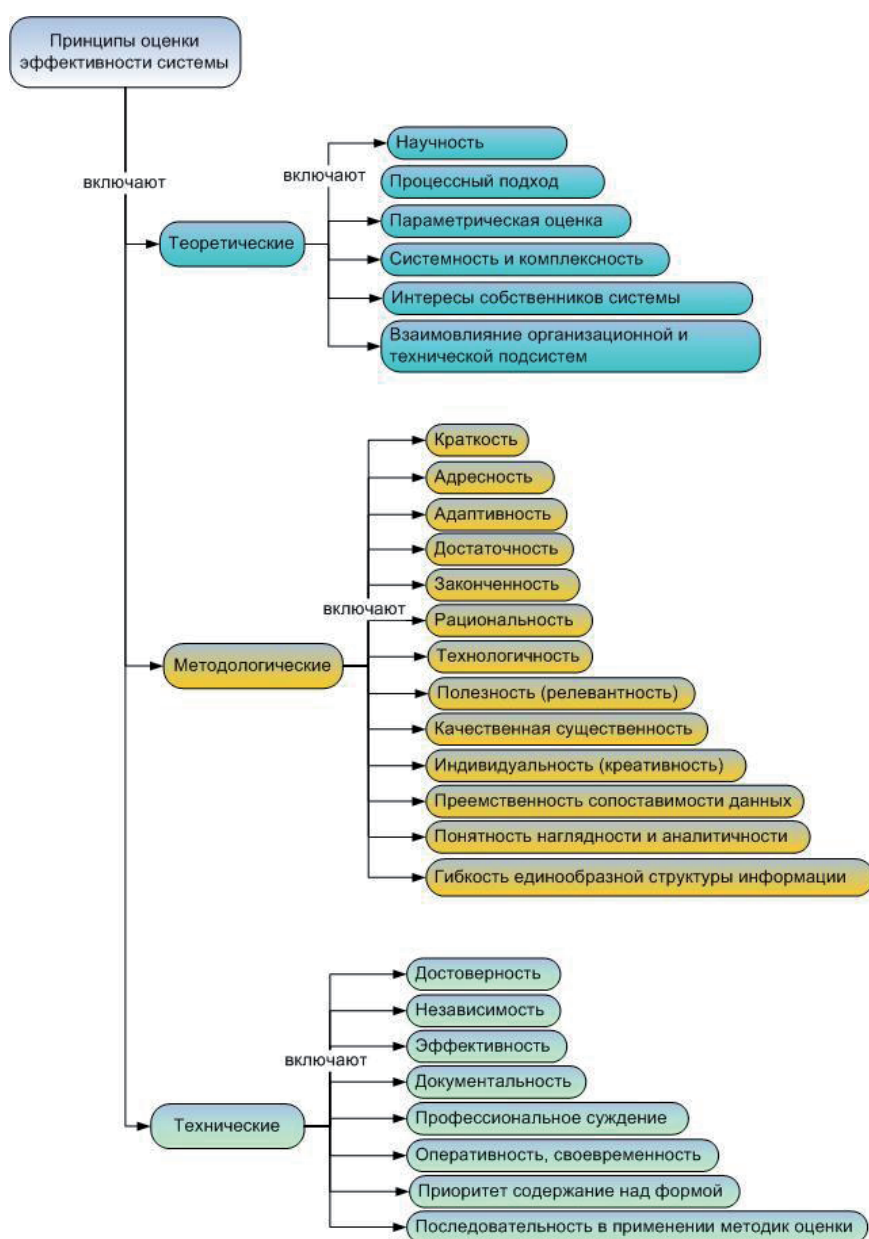 Принципы оценки
эффективности системы
включают
Теоретические
включают
Научность
Процессный подход
Параметрическая оценка
Системность и комплексность
Интересы собственников системы
Взаимовлияние организационной и
технической подсистем
Методологические
включают
Краткость
Адресность
Адаптивность
Достаточность
Законченность
Рациональность
Технологичность
Полезность (релевантность)
Качественная существенность
Индивидуальность (креативность)
Преемственность сопоставимости данных
Понятность наглядности и аналитичности
Гибкость единообразной структуры информации
Технические
включают
Достоверность
Независимость
Эффективность
Документальность
Профессиональное суждение
Оперативность, своевременность
Приоритет содержание над формой
Последовательность в применении методик оценки